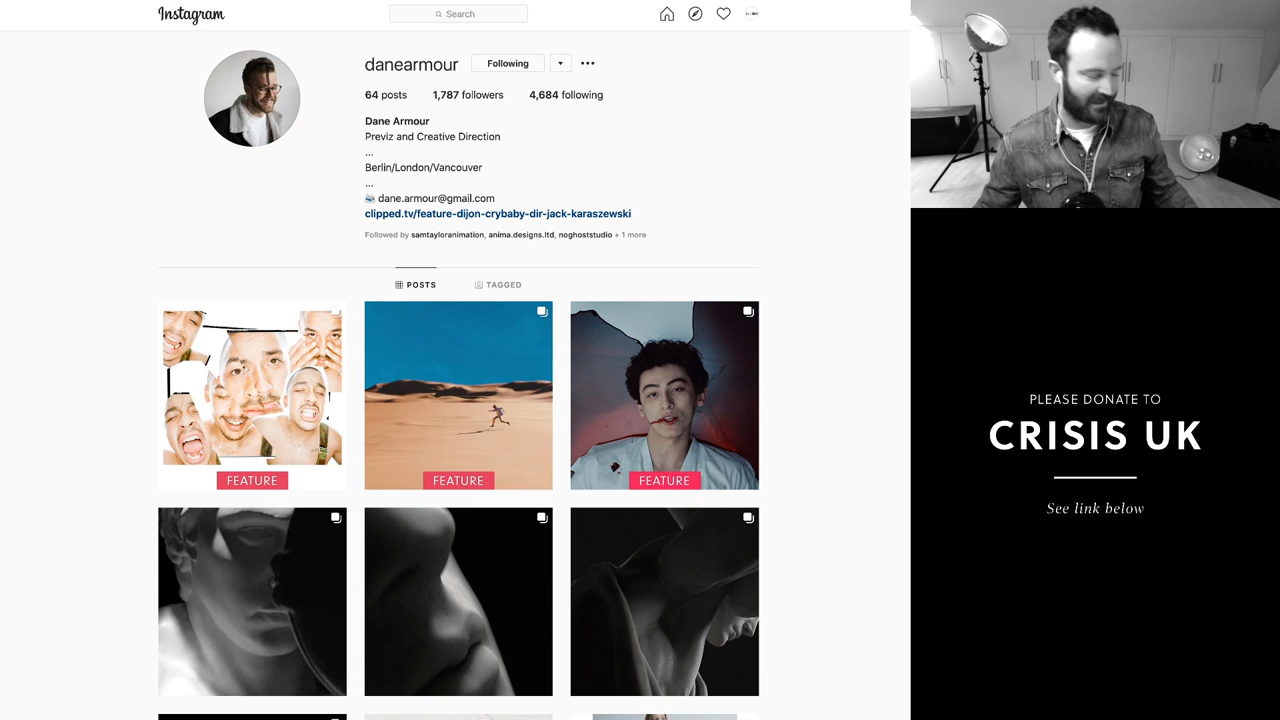 Instagram
Search
danearmour
Following
64 posts 1,787 followers 4,684 following
Dane Armour
Previz and Creative Direction
...
Berlin/London/Vancouver
...
dane.armour@gmail.com
clipped.tv/feature-dijon-crybaby-dir-jack-karaszewski
Followed by samtayloranimation, anima.designs.ltd, noghoststudio + 1 more
POSTS
TAGGED
FEATURE
FEATURE
FEATURE
PLEASE DONATE TO
CRISIS UK
See link below